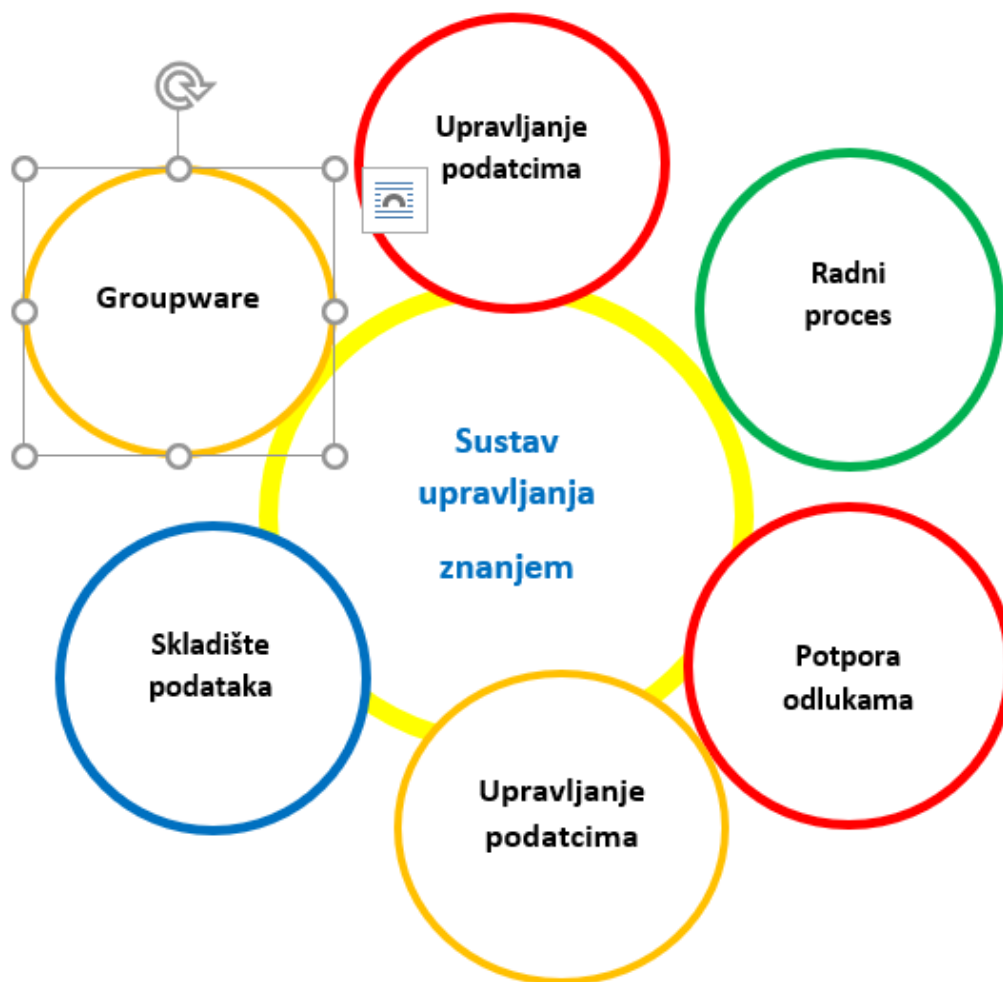 Upravljanje
podatcima
Groupware
Radni
proces
Sustav
upravljanja
znanjem
Skladište
podataka
Potpora
odlukama
Upravljanje
podatcima